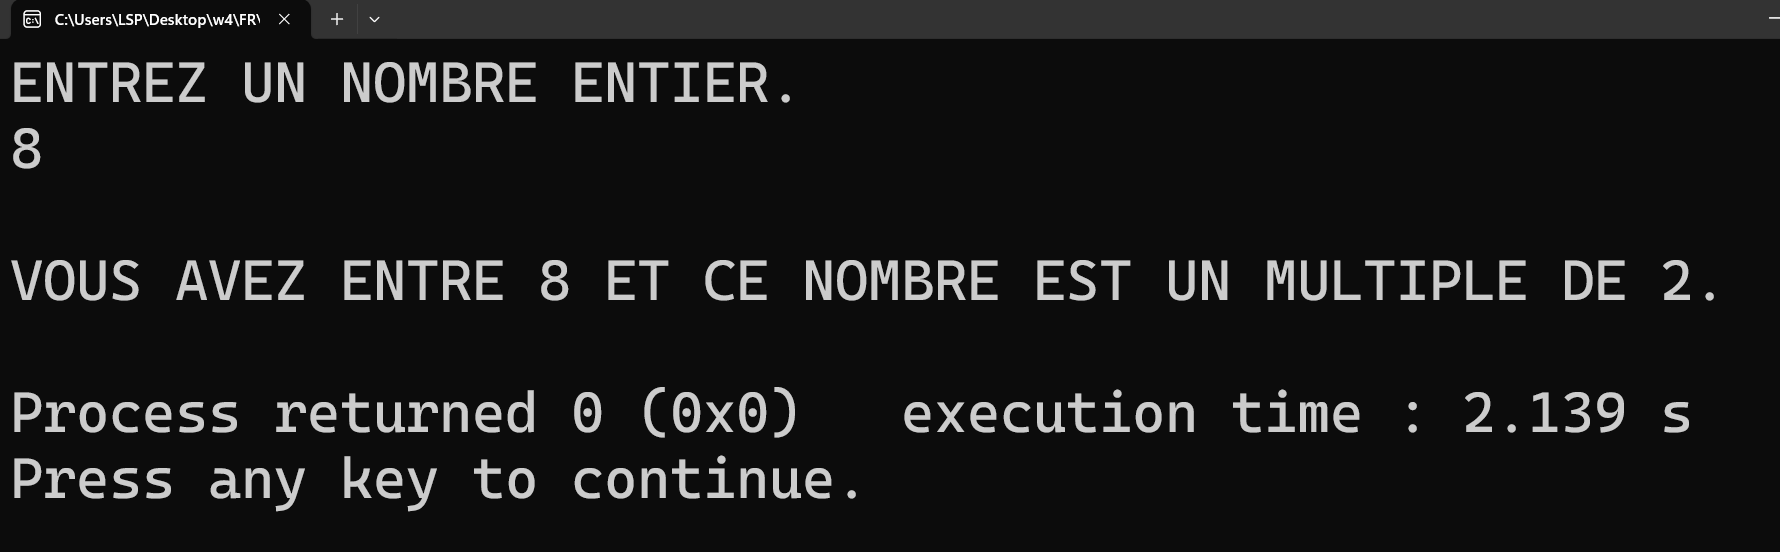 C:\Users\LSP\Desktop\w4\FR\
ENTREZ UN NOMBRE ENTIER.
8
VOUS AVEZ ENTRE 8 ET CE NOMBRE EST UN MULTIPLE DE 2.
Process returned 0 (0x0)   execution time : 2.139 s
Press any key to continue.